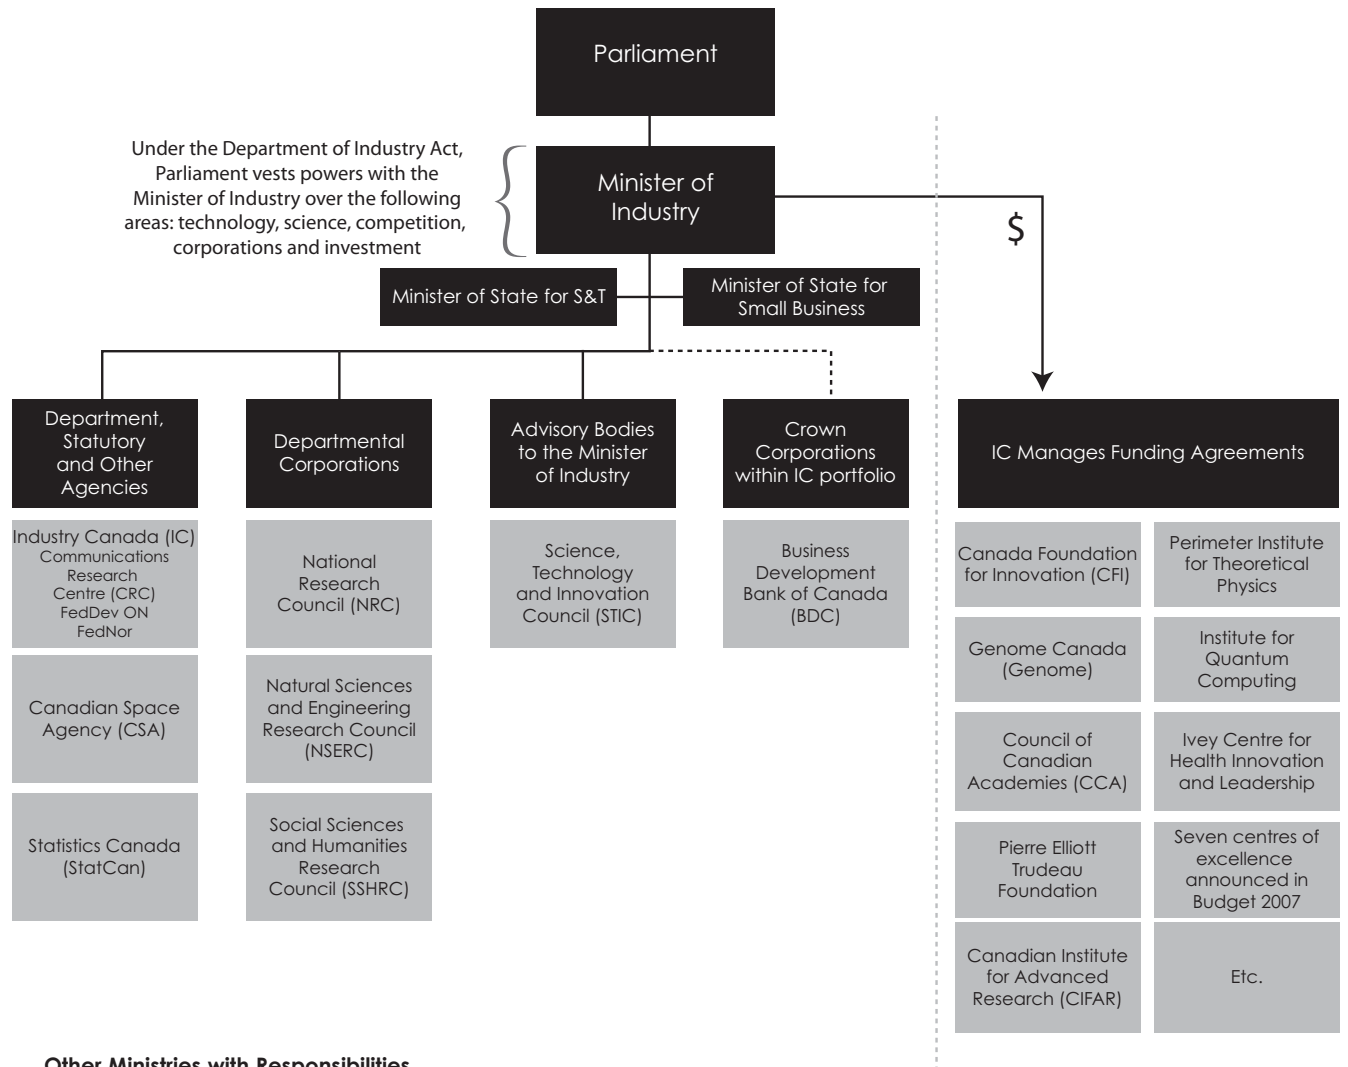 Parliament
Under the Department of Industry Act,
Parliament vests powers with the
Minister of Industry over the following
areas: technology, science, competition,
corporations and investment
Minister of
Industry
$
Minister of State for S&T
Minister of State for
Small Business
Department,
Statutory
and Other
Agencies
Departmental
Corporations
Advisory Bodies
to the Minister
of Industry
Crown
Corporations
within IC portfolio
IC Manages Funding Agreements
Industry Canada (IC)
Communications
Research
Centre (CRC)
FedDev ON
FedNor
Canadian Space
Agency (CSA)
Statistics Canada
(StatCan)
National
Research
Council (NRC)
Natural Sciences
and Engineering
Research Council
(NSERC)
Social Sciences
and Humanities
Research
Council (SSHRC)
Science,
Technology
and Innovation
Council (STIC)
Business
Development
Bank of Canada
(BDC)
Canada Foundation
for Innovation (CFI)
Perimeter Institute
for Theoretical
Physics
Genome Canada
(Genome)
Institute for
Quantum
Computing
Council of
Canadian
Academies (CCA)
Ivey Centre for
Health Innovation
and Leadership
Pierre Elliott
Trudeau
Foundation
Seven centres of
excellence
announced in
Budget 2007
Canadian Institute
for Advanced
Research (CIFAR)
Etc.
Other Ministries with Responsibilities